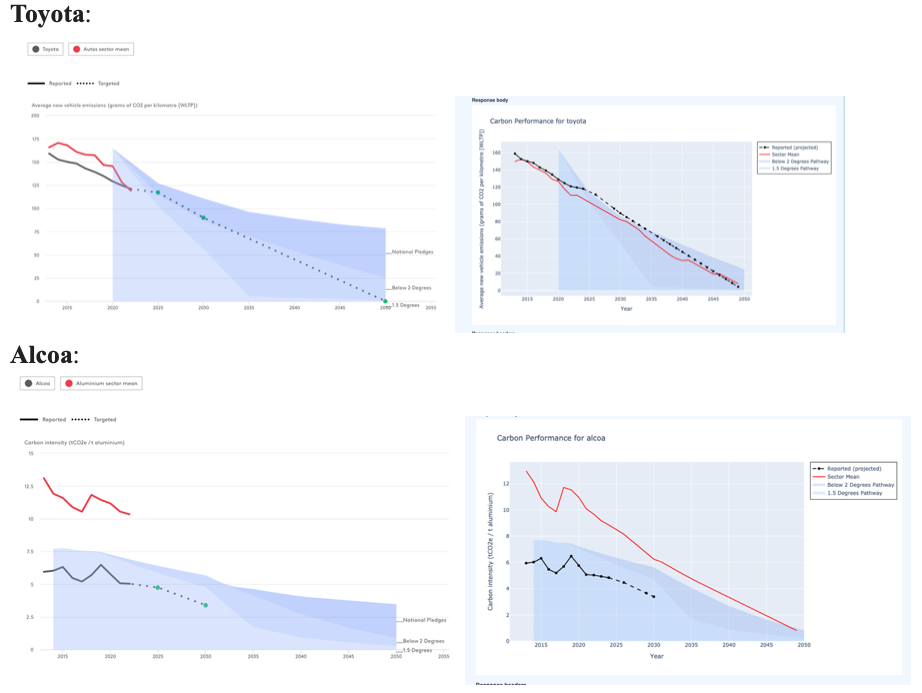 Toyota:
Toyota
Autos sector mean
Reported
Targeted
Average new vehicle emissions (grams of CO2 per kilometre [WLTP])
200
175
150
125
100
75
50
25
0
2015
2020
2025
2030
2035
2040
2045
2050
2055
National Pledges
Below 2 Degrees
1.5 Degrees
Response body
Carbon Performance for toyota
Average new vehicle emissions (grams of CO2 per kilometre [WLTP])
160
140
120
100
80
60
40
20
0
2015
2020
2025
2030
2035
2040
2045
2050
Year
Reported (projected)
Sector Mean
Below 2 Degrees Pathway
1.5 Degrees Pathway
Alcoa:
Alcoa
Aluminium sector mean
Reported
Targeted
Carbon intensity (tCO2e / t aluminium)
15
12.5
10
7.5
5
2.5
0
2015
2020
2025
2030
2035
2040
2045
2050
2055
National Pledges
Below 2 Degrees
1.5 Degrees
Carbon Performance for alcoa
Carbon intensity (tCO2e / t aluminium)
12
10
8
6
4
2
0
2015
2020
2025
2030
2035
2040
2045
2050
Year
Reported (projected)
Sector Mean
Below 2 Degrees Pathway
1.5 Degrees Pathway